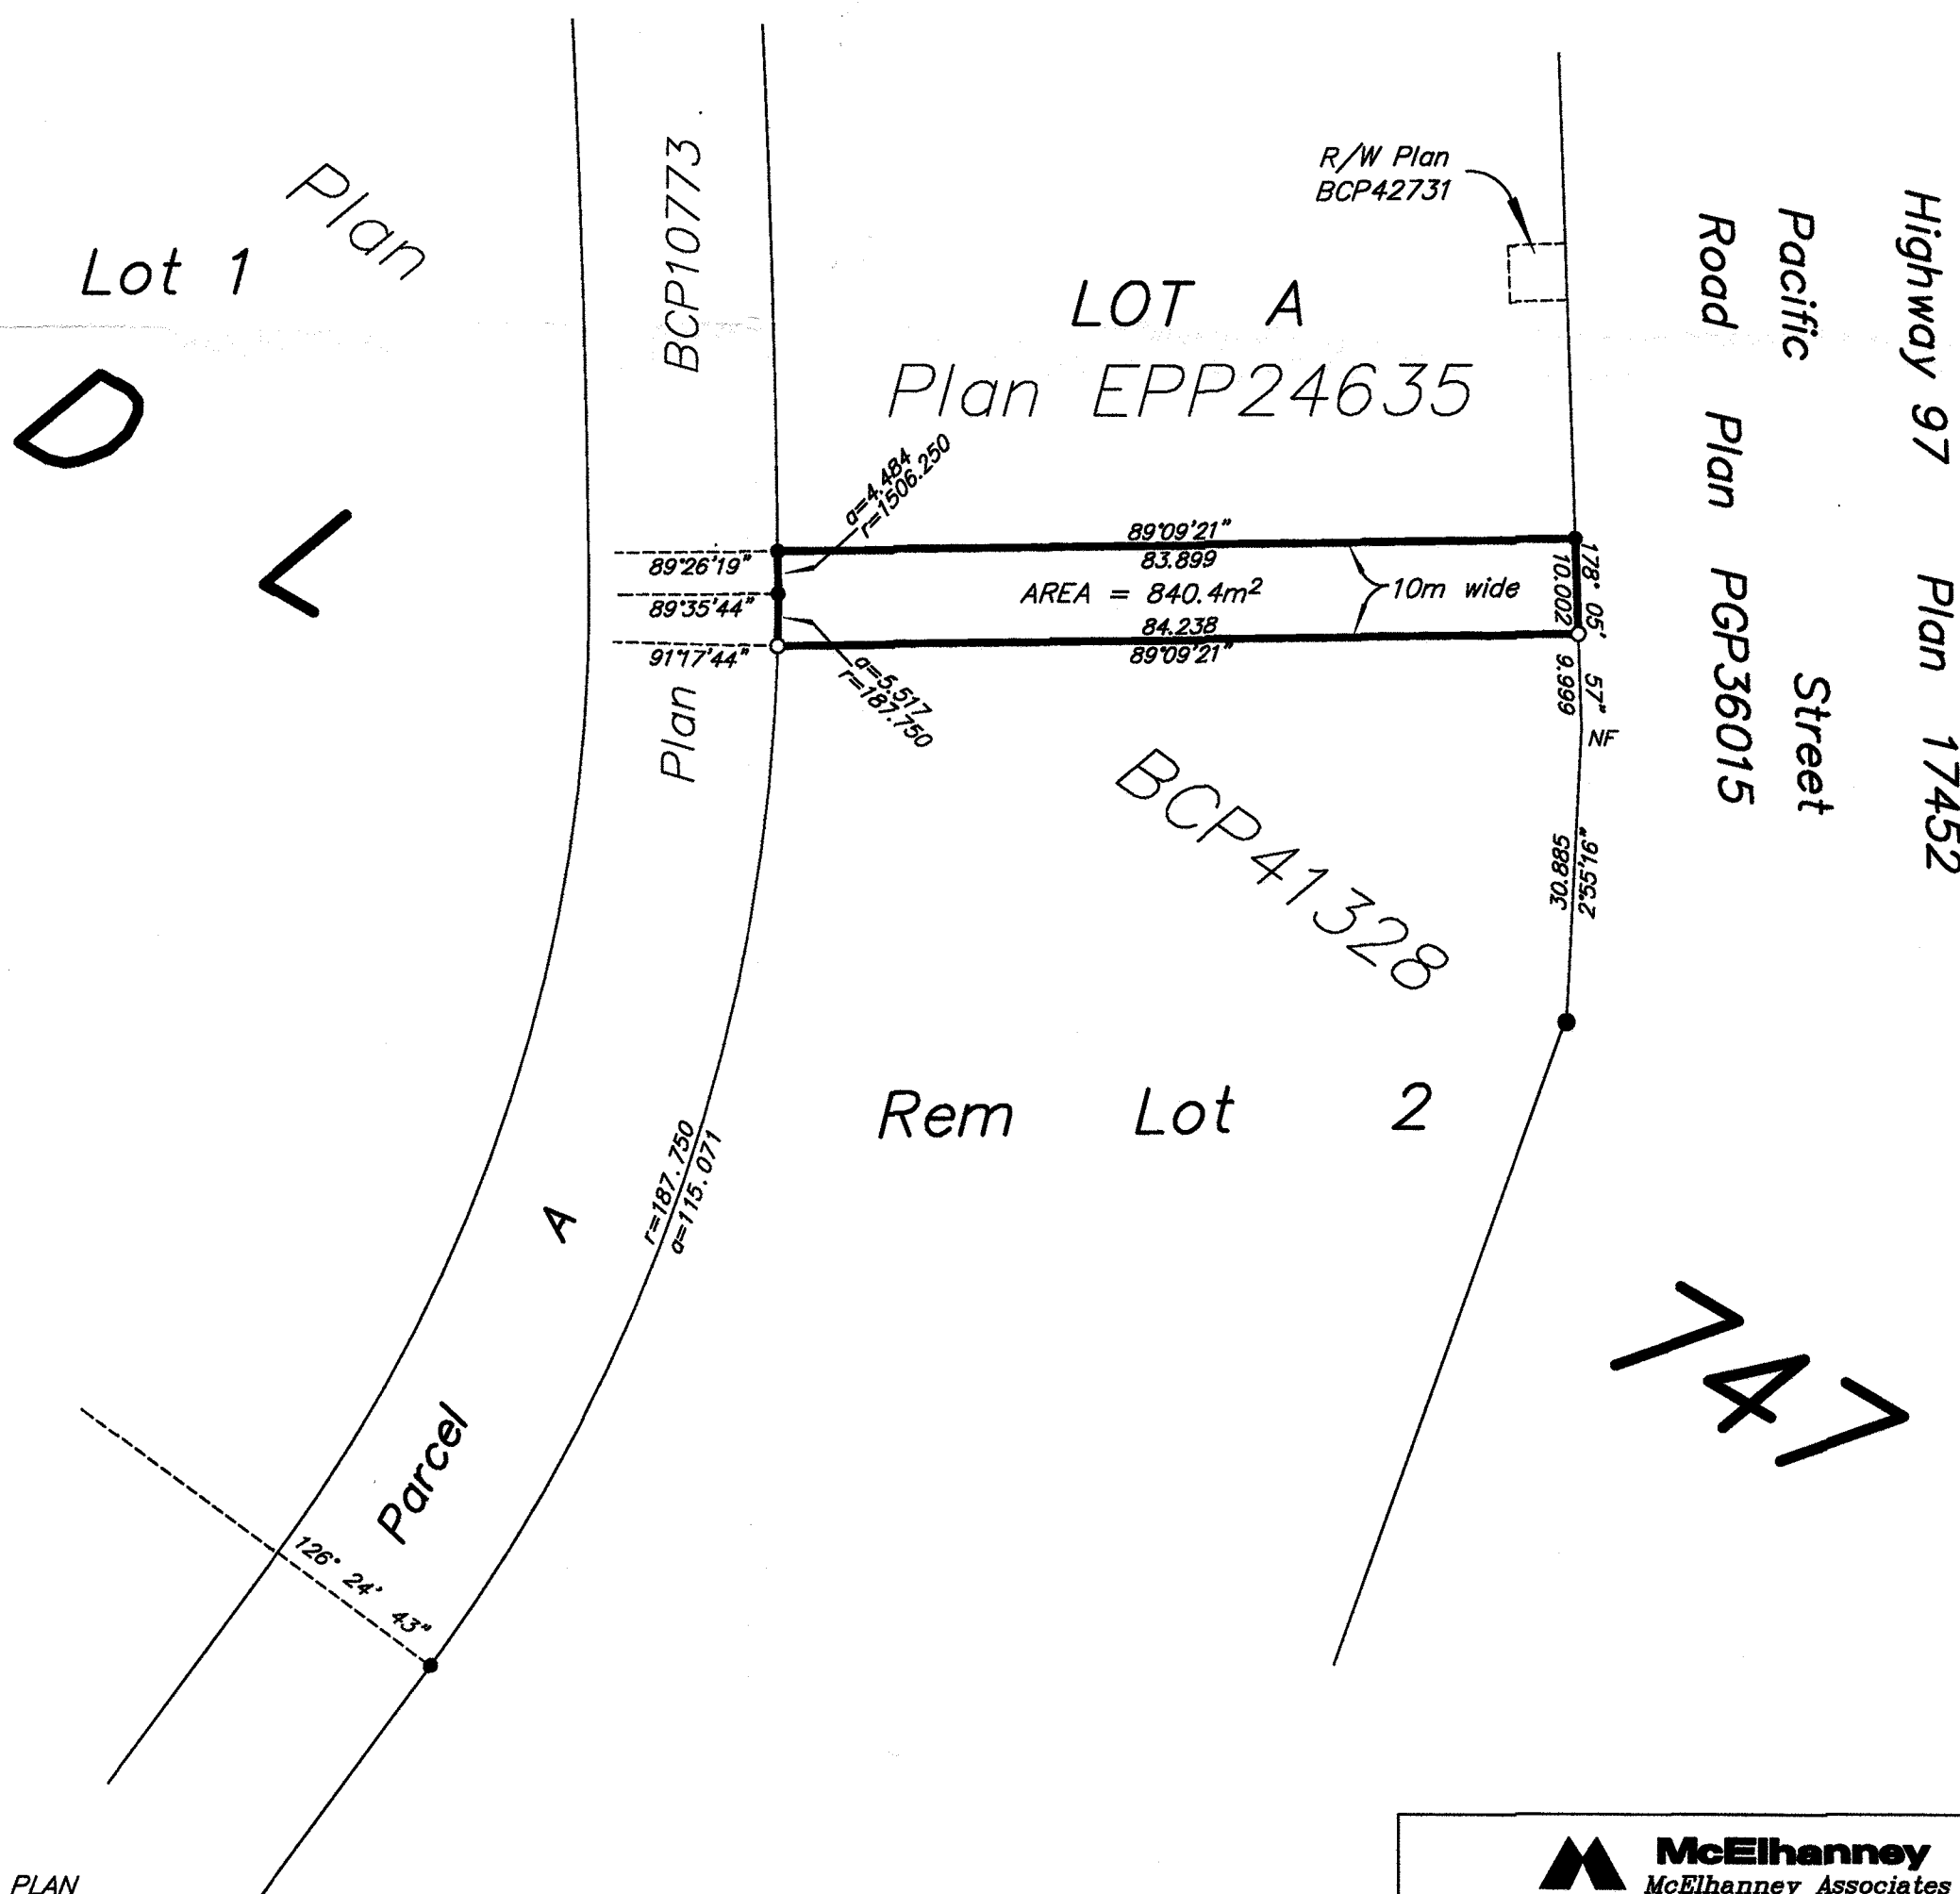 Lot 1
Plan
BCP10773
Plan
R/W Plan
BCP42731
LOT A
Plan EPP24635
Highway 97 Plan 17452
Pacific Street
Road Plan PGP36015
D
L
a=4.484
r=1506.250
89°09'21"
83.899
AREA = 840.4m²
10m wide
84.238
89°09'21"
89°26'19"
89°35'44"
91°17'44"
a=5.517
r=187.750
178° 05' 57"
10.002
9.999
NF
30.885
2°55'16"
BCP41328
Rem Lot 2
r=187.750
a=115.071
Parcel A
126° 24' 43"
747
PLAN
McElhanney
McElhanney Associates